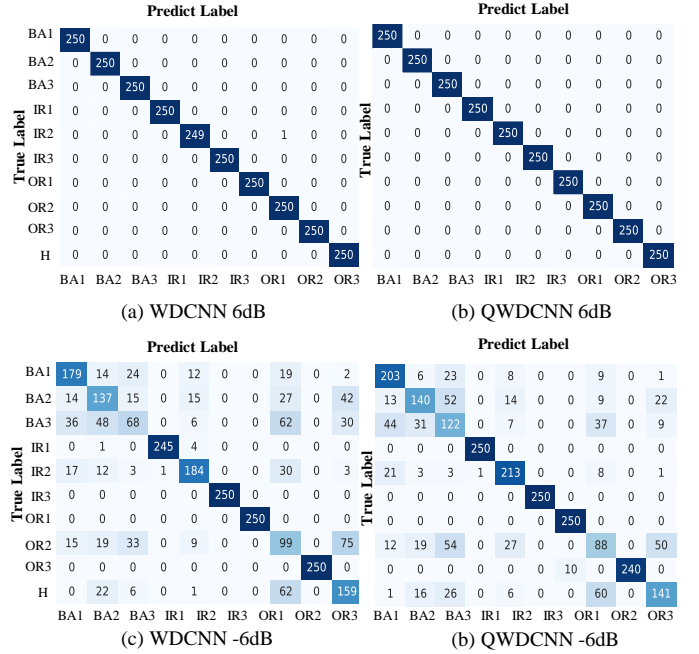 Predict Label
Predict Label
True Label
BA1 250 0 0 0 0 0 0 0 0 0
BA2 0 250 0 0 0 0 0 0 0 0
BA3 0 0 250 0 0 0 0 0 0 0
IR1 0 0 0 250 0 0 0 0 0 0
IR2 0 0 0 0 249 0 0 1 0 0
IR3 0 0 0 0 0 250 0 0 0 0
OR1 0 0 0 0 0 0 250 0 0 0
OR2 0 0 0 0 0 0 0 250 0 0
OR3 0 0 0 0 0 0 0 0 250 0
H 0 0 0 0 0 0 0 0 0 250
BA1 BA2 BA3 IR1 IR2 IR3 OR1 OR2 OR3
(a) WDCNN 6dB
250 0 0 0 0 0 0 0 0 0
0 250 0 0 0 0 0 0 0 0
0 0 250 0 0 0 0 0 0 0
0 0 0 250 0 0 0 0 0 0
0 0 0 0 250 0 0 0 0 0
0 0 0 0 0 250 0 0 0 0
0 0 0 0 0 0 250 0 0 0
0 0 0 0 0 0 0 250 0 0
0 0 0 0 0 0 0 0 250 0
0 0 0 0 0 0 0 0 0 250
True Label
BA1 BA2 BA3 IR1 IR2 IR3 OR1 OR2 OR3
(b) QWDCNN 6dB
Predict Label
Predict Label
True Label
BA1 179 14 24 0 12 0 0 19 0 2
BA2 14 137 15 0 15 0 0 27 0 42
BA3 36 48 68 0 6 0 0 62 0 30
IR1 0 1 0 245 4 0 0 0 0 0
IR2 17 12 3 1 184 0 0 30 0 3
IR3 0 0 0 0 0 250 0 0 0 0
OR1 0 0 0 0 0 0 250 0 0 0
OR2 15 19 33 0 9 0 0 99 0 75
OR3 0 0 0 0 0 0 0 0 250 0
H 0 22 6 0 1 0 0 62 0 159
BA1 BA2 BA3 IR1 IR2 IR3 OR1 OR2 OR3
(c) WDCNN -6dB
203 6 23 0 8 0 0 9 0 1
13 140 52 0 14 0 0 9 0 22
44 31 122 0 7 0 0 37 0 9
0 0 0 250 0 0 0 0 0 0
21 3 3 1 213 0 0 8 0 1
0 0 0 0 0 250 0 0 0 0
0 0 0 0 0 0 250 0 0 0
12 19 54 0 27 0 0 88 0 50
0 0 0 0 0 0 10 0 240 0
1 16 26 0 6 0 0 60 0 141
True Label
BA1 BA2 BA3 IR1 IR2 IR3 OR1 OR2 OR3
(b) QWDCNN -6dB